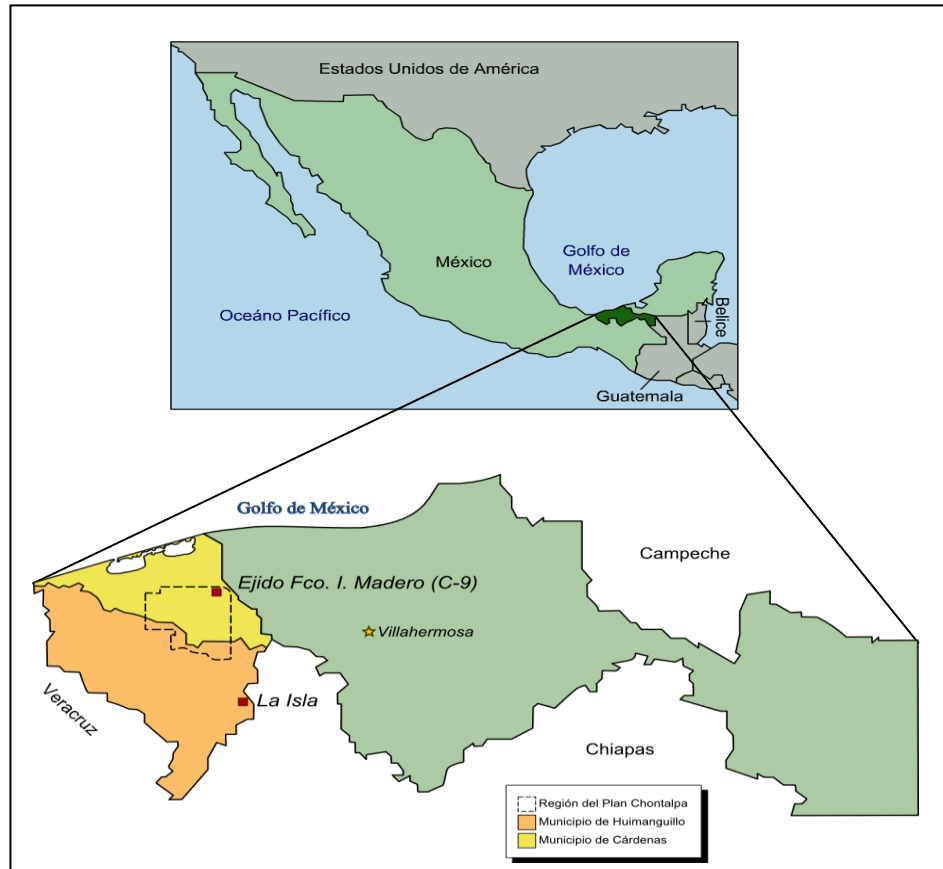 Estados Unidos de América
Golfo de
México
México
Oceáno Pacífico
Belice
Guatemala
Golfo de México
Campeche
Ejido Fco. I. Madero (C-9)
Villahermosa
La Isla
Veracruz
Chiapas
Región del Plan Chontalpa
Municipio de Huimanguillo
Municipio de Cárdenas